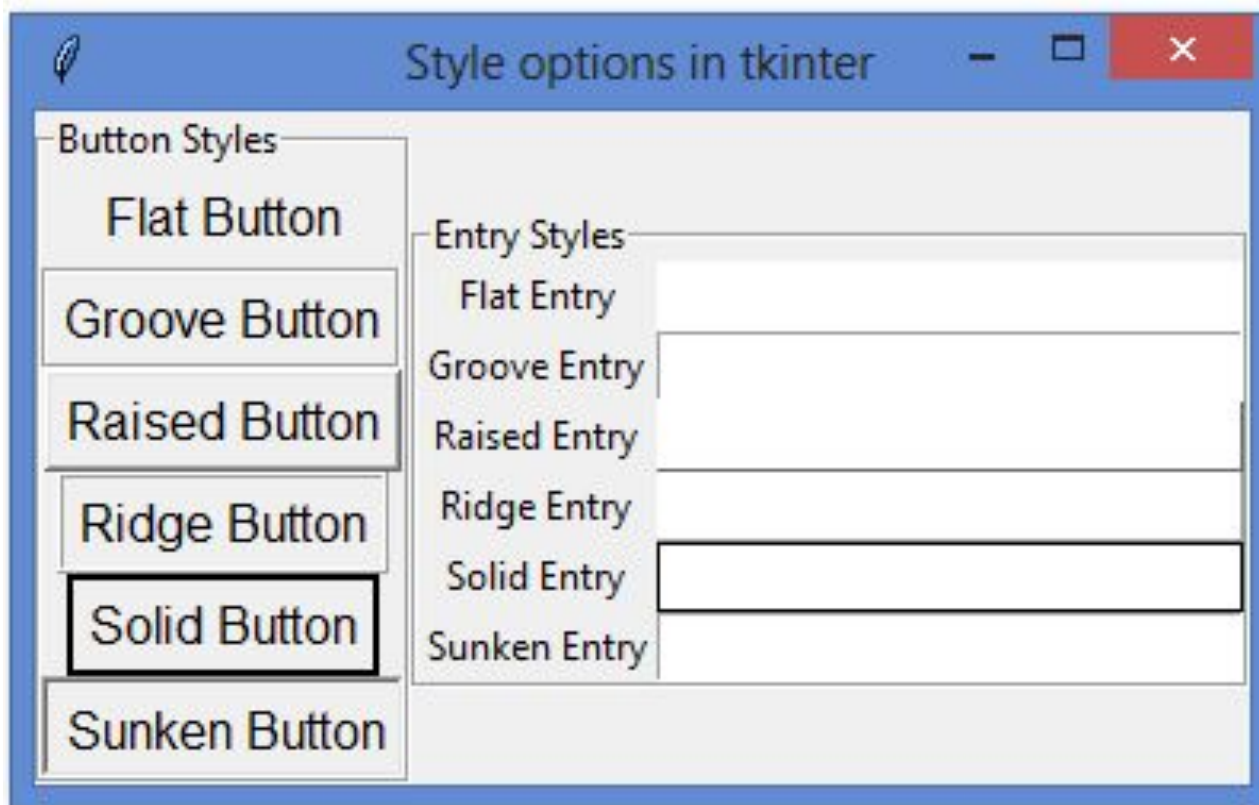 Style options in tkinter
Button Styles
Flat Button
Groove Button
Raised Button
Ridge Button
Solid Button
Sunken Button
Entry Styles
Flat Entry
Groove Entry
Raised Entry
Ridge Entry
Solid Entry
Sunken Entry